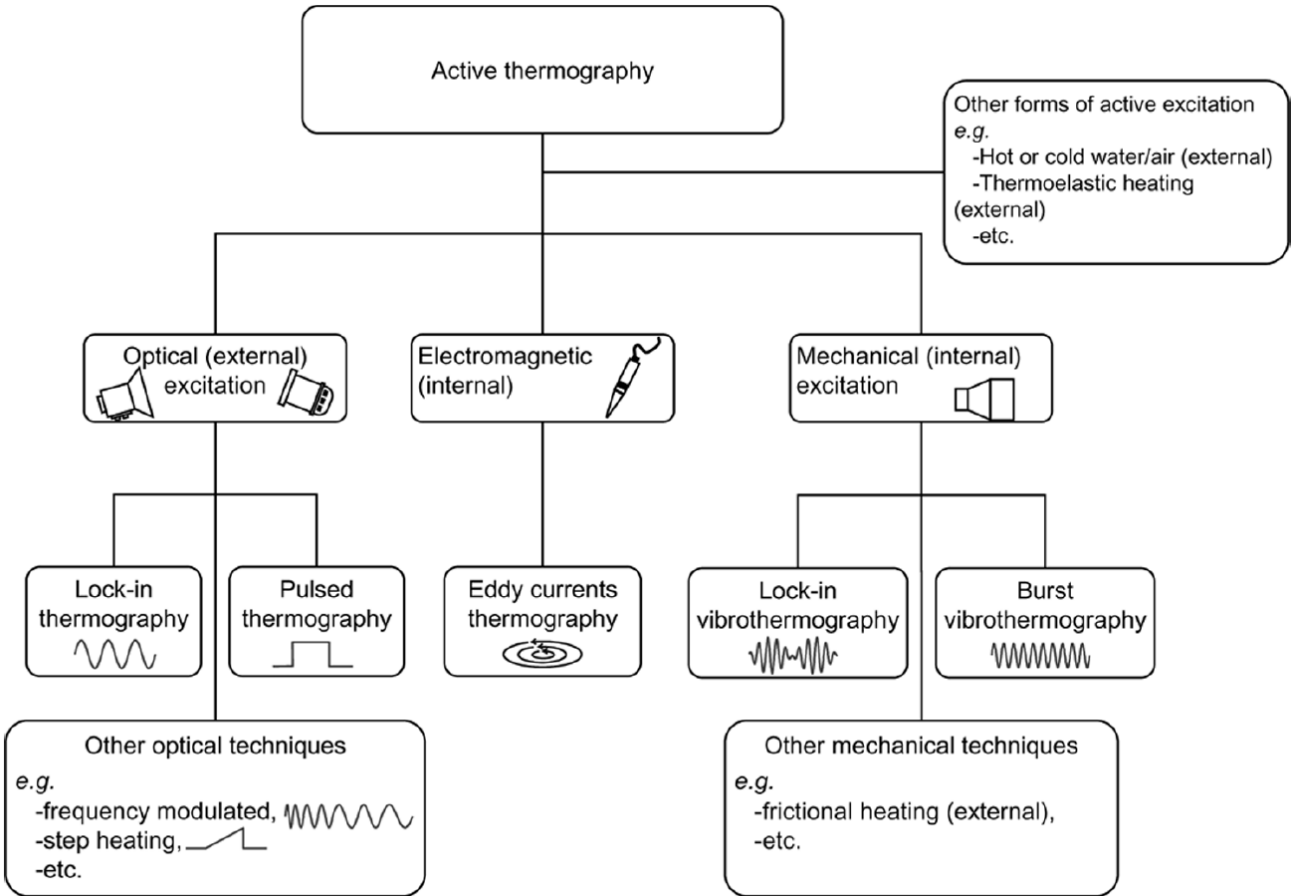 Active thermography
Other forms of active excitation
e.g.
-Hot or cold water/air (external)
-Thermoelastic heating
(external)
-etc.
Optical (external)
excitation
Electromagnetic
(internal)
Mechanical (internal)
excitation
Lock-in
thermography
Pulsed
thermography
Eddy currents
thermography
Lock-in
vibrothermography
Burst
vibrothermography
Other optical techniques
e.g.
-frequency modulated,
-step heating,
-etc.
Other mechanical techniques
e.g.
-frictional heating (external),
-etc.